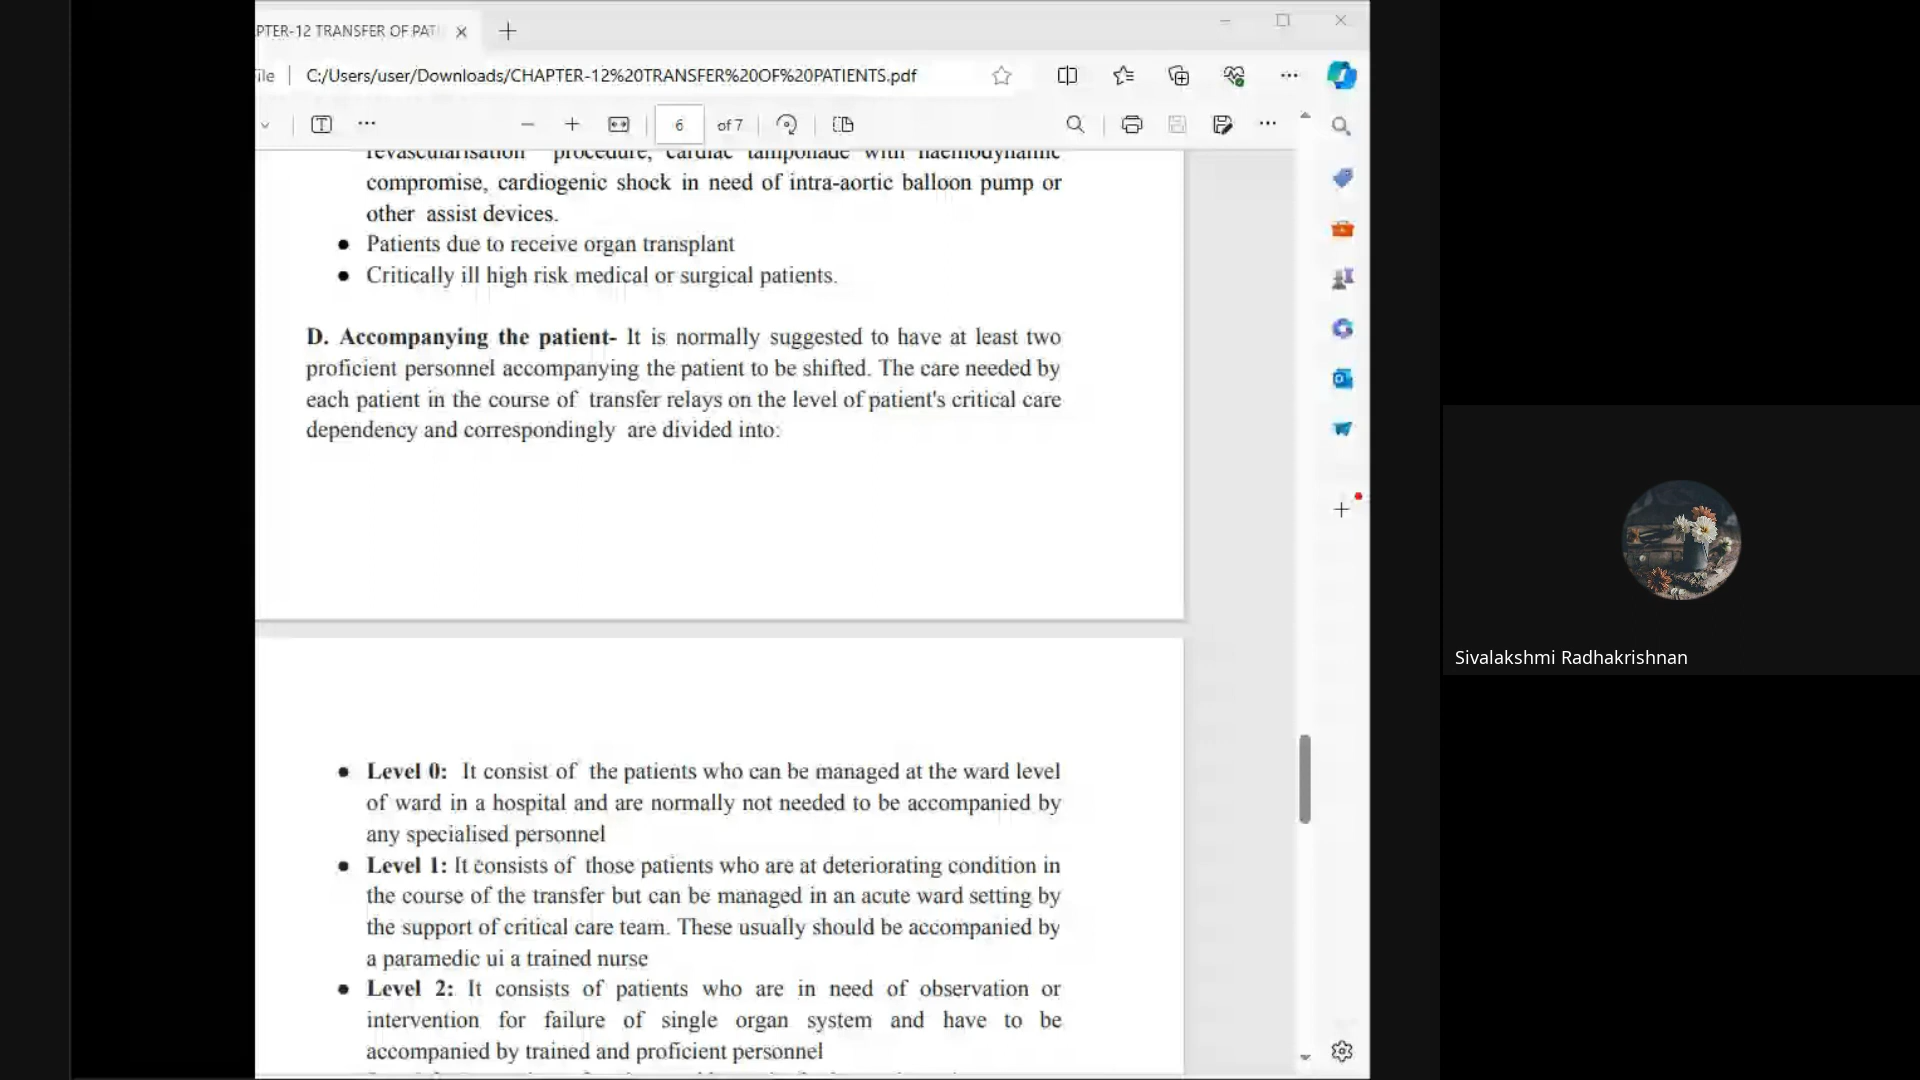 PTER-12 TRANSFER OF PATI
ile
C:/Users/user/Downloads/CHAPTER-12%20TRANSFER%20OF%20PATIENTS.pdf
6 of 7
revascularisation procedure, cardiac tamponade with haemodynamic
compromise, cardiogenic shock in need of intra-aortic balloon pump or
other assist devices.
● Patients due to receive organ transplant
● Critically ill high risk medical or surgical patients.
D. Accompanying the patient- It is normally suggested to have at least two
proficient personnel accompanying the patient to be shifted. The care needed by
each patient in the course of transfer relays on the level of patient's critical care
dependency and correspondingly are divided into:
● Level 0: It consist of the patients who can be managed at the ward level
of ward in a hospital and are normally not needed to be accompanied by
any specialised personnel
● Level 1: It consists of those patients who are at deteriorating condition in
the course of the transfer but can be managed in an acute ward setting by
the support of critical care team. These usually should be accompanied by
a paramedic ui a trained nurse
● Level 2: It consists of patients who are in need of observation or
intervention for failure of single organ system and have to be
accompanied by trained and proficient personnel
Sivalakshmi Radhakrishnan